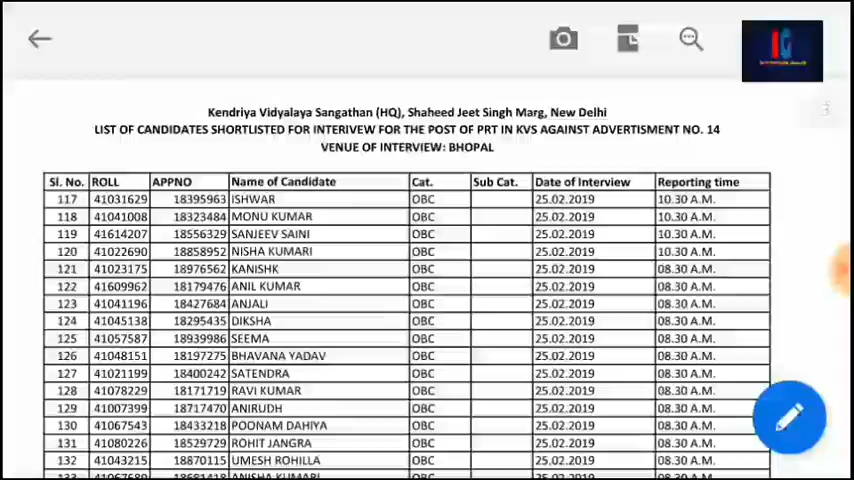 Kendriya Vidyalaya Sangathan (HQ), Shaheed Jeet Singh Marg, New Delhi
LIST OF CANDIDATES SHORTLISTED FOR INTERIVEW FOR THE POST OF PRT IN KVS AGAINST ADVERTISMENT NO. 14
VENUE OF INTERVIEW: BHOPAL
Sl. No. ROLL APPNO Name of Candidate Cat. Sub Cat. Date of Interview Reporting time
117 41031629 18395963 ISHWAR OBC 25.02.2019 10.30 A.M.
118 41041008 18323484 MONU KUMAR OBC 25.02.2019 10.30 A.M.
119 41614207 18556329 SANJEEV SAINI OBC 25.02.2019 10.30 A.M.
120 41022690 18858952 NISHA KUMARI OBC 25.02.2019 10.30 A.M.
121 41023175 18976562 KANISHK OBC 25.02.2019 08.30 A.M.
122 41609962 18179476 ANIL KUMAR OBC 25.02.2019 08.30 A.M.
123 41041196 18427684 ANJALI OBC 25.02.2019 08.30 A.M.
124 41045138 18295435 DIKSHA OBC 25.02.2019 08.30 A.M.
125 41057587 18939986 SEEMA OBC 25.02.2019 08.30 A.M.
126 41048151 18197275 BHAVANA YADAV OBC 25.02.2019 08.30 A.M.
127 41021199 18400242 SATENDRA OBC 25.02.2019 08.30 A.M.
128 41078229 18171719 RAVI KUMAR OBC 25.02.2019 08.30 A.M.
129 41007399 18717470 ANIRUDH OBC 25.02.2019 08.30 A.M.
130 41067543 18433218 POONAM DAHIYA OBC 25.02.2019 08.30 A.M.
131 41080226 18529729 ROHIT JANGRA OBC 25.02.2019 08.30 A.M.
132 41043215 18870115 UMESH ROHILLA OBC 25.02.2019 08.30 A.M.